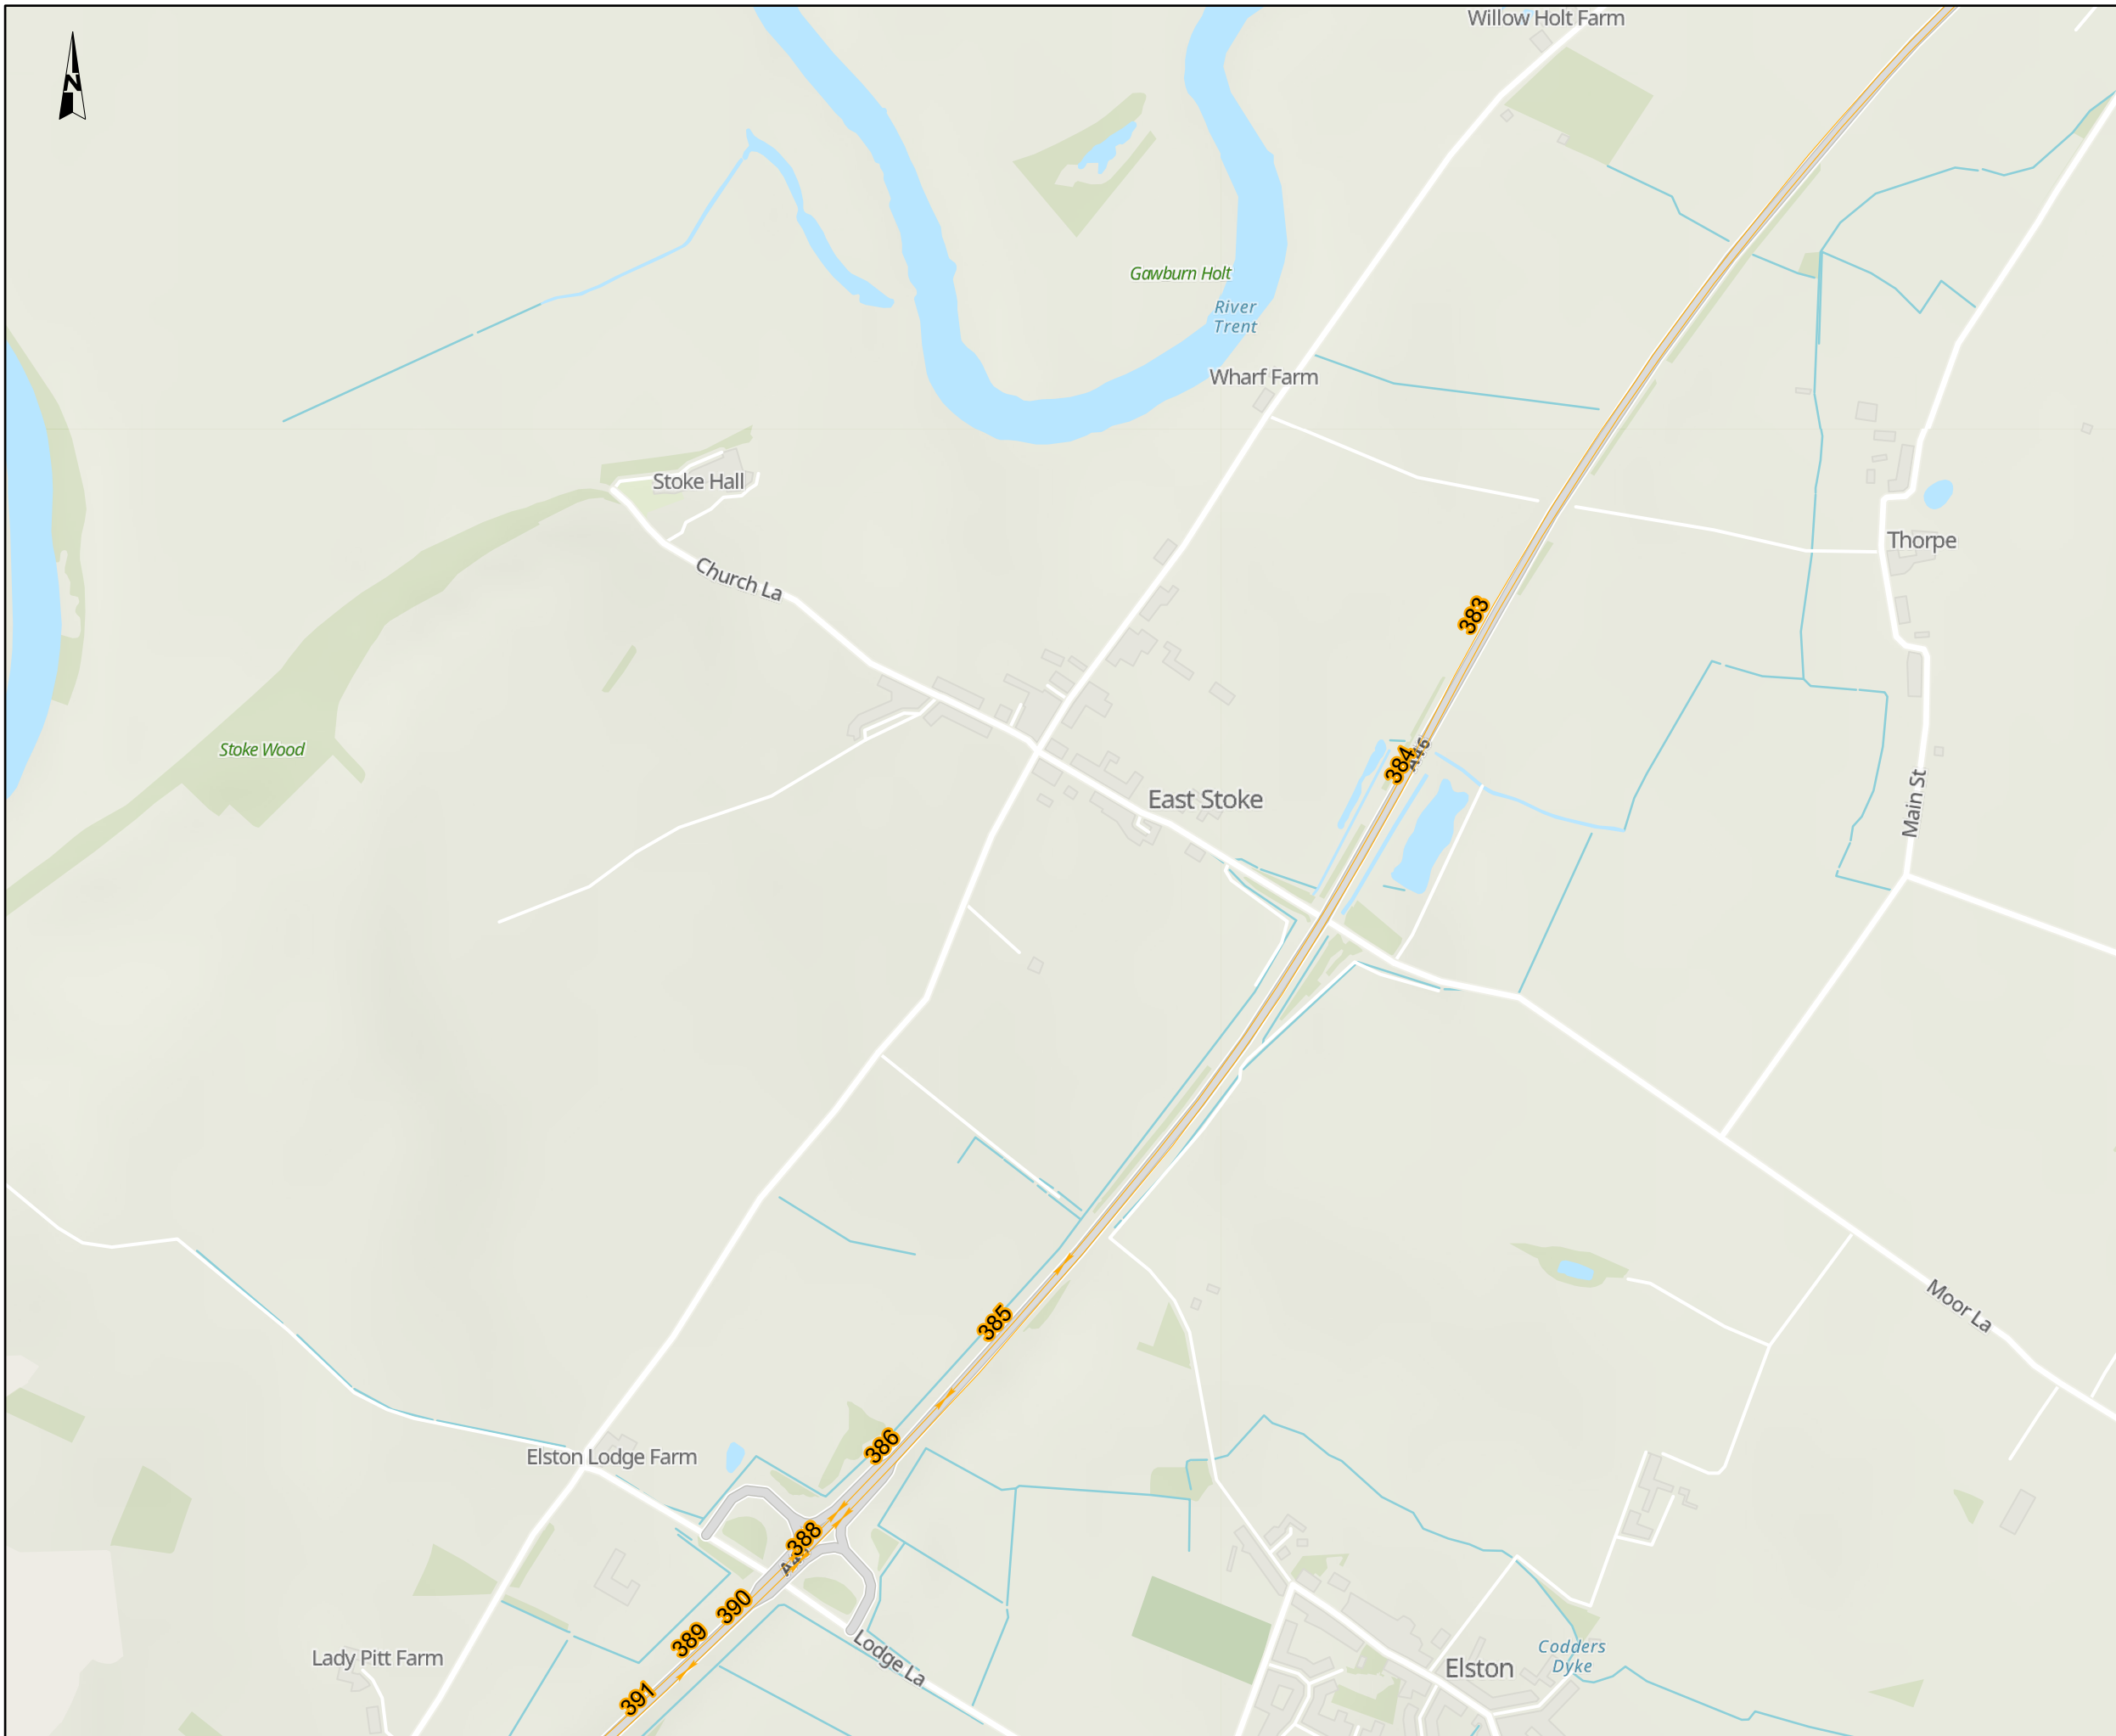 Willow Holt Farm
N
Gawburn Holt
River
Trent
Wharf Farm
Stoke Hall
Thorpe
Church La
383
Stoke Wood
A46
384
East Stoke
Main St
Moor La
385
386
Elston Lodge Farm
388
390
389
Lodge La
Codders
Dyke
Lady Pitt Farm
Elston
391